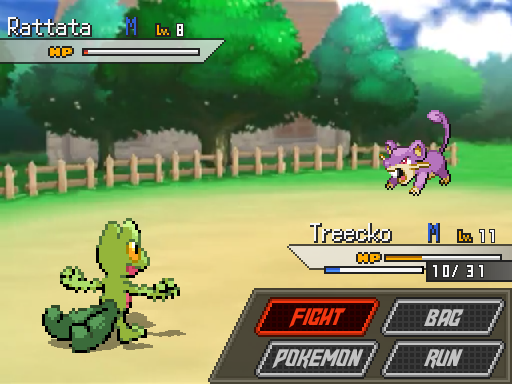 Rattata M Lv. 8
HP
Treecko M Lv. 11
HP
10/ 31
FIGHT BAG
POKEMON RUN